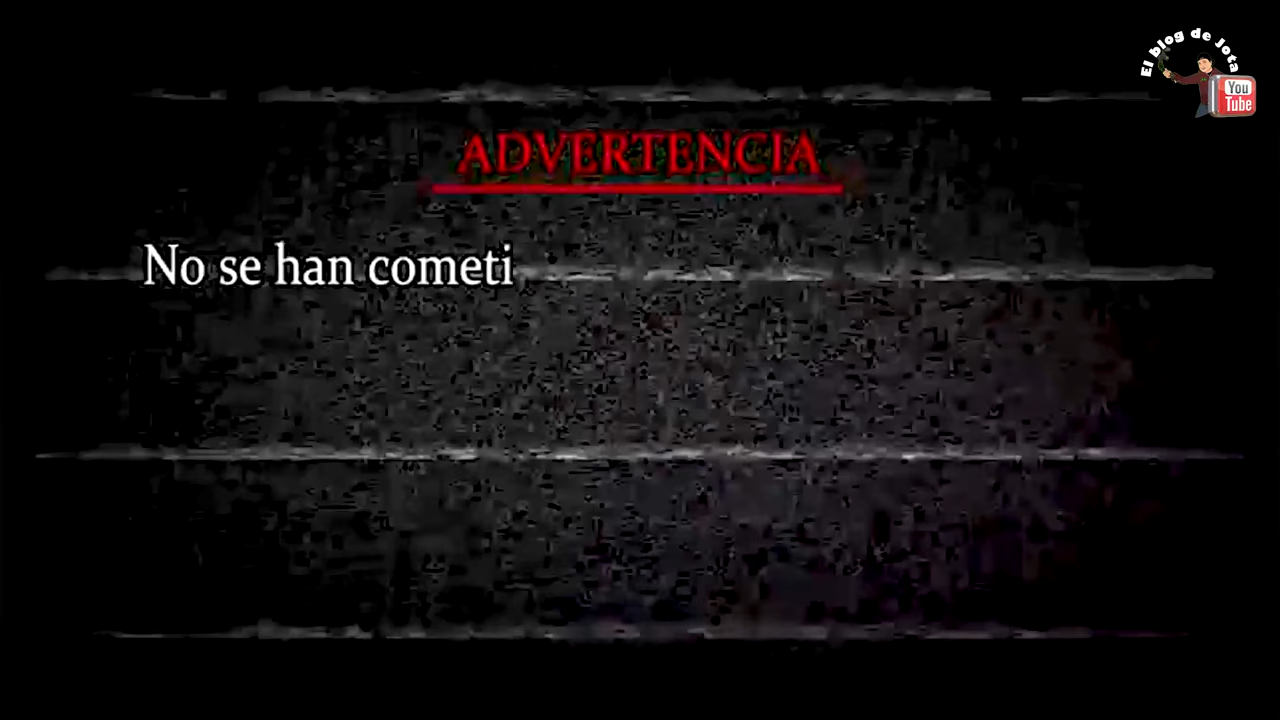 El blog de Jota
You
Tube
ADVERTENCIA
No se han cometi